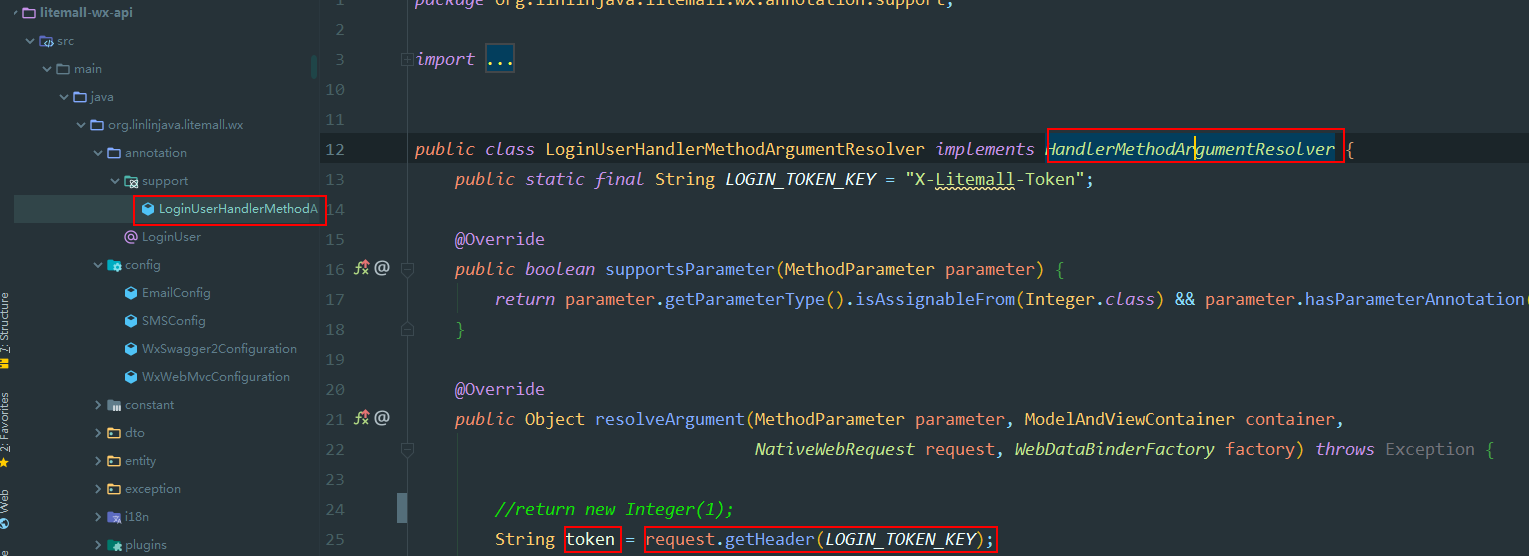 litemall-wx-api
src
main
java
org.linlinjava.litemall.wx
annotation
support
LoginUserHandlerMethodA
LoginUser
config
EmailConfig
SMSConfig
WxSwagger2Configuration
WxWebMvcConfiguration
constant
dto
entity
exception
i18n
plugins
7: Structure
2: Favorites
Web
1 package org.linlinjava.litemall.wx.annotation.support;
2
3 import ...
10
11
12 public class LoginUserHandlerMethodArgumentResolver implements HandlerMethodArgumentResolver {
13 public static final String LOGIN_TOKEN_KEY = "X-Litemall-Token";
14
15 @Override
16 public boolean supportsParameter(MethodParameter parameter) {
17 return parameter.getParameterType().isAssignableFrom(Integer.class) && parameter.hasParameterAnnotation(
18 }
19
20 @Override
21 public Object resolveArgument(MethodParameter parameter, ModelAndViewContainer container,
22 NativeWebRequest request, WebDataBinderFactory factory) throws Exception {
23
24 //return new Integer(1);
25 String token = request.getHeader(LOGIN_TOKEN_KEY);